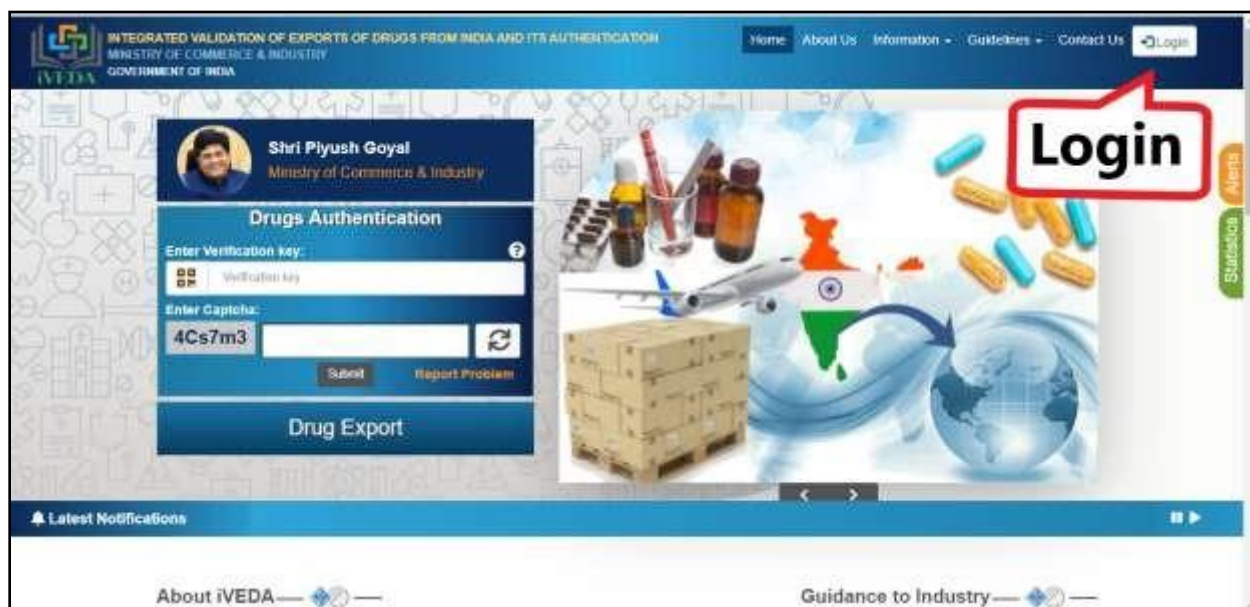 INTEGRATED VALIDATION OF EXPORTS OF DRUGS FROM INDIA AND ITS AUTHENTICATION
MINISTRY OF COMMERCE & INDUSTRY
GOVERNMENT OF INDIA
iVEDA
Home About Us Information Guidelines Contact Us Login
Login
Shri Piyush Goyal
Ministry of Commerce & Industry
Drugs Authentication
Enter Verification key:
Verification key
Enter Captcha:
4Cs7m3
Submit Report Problem
Drug Export
Alerts
Statistics
Latest Notifications
About iVEDA
Guidance to Industry